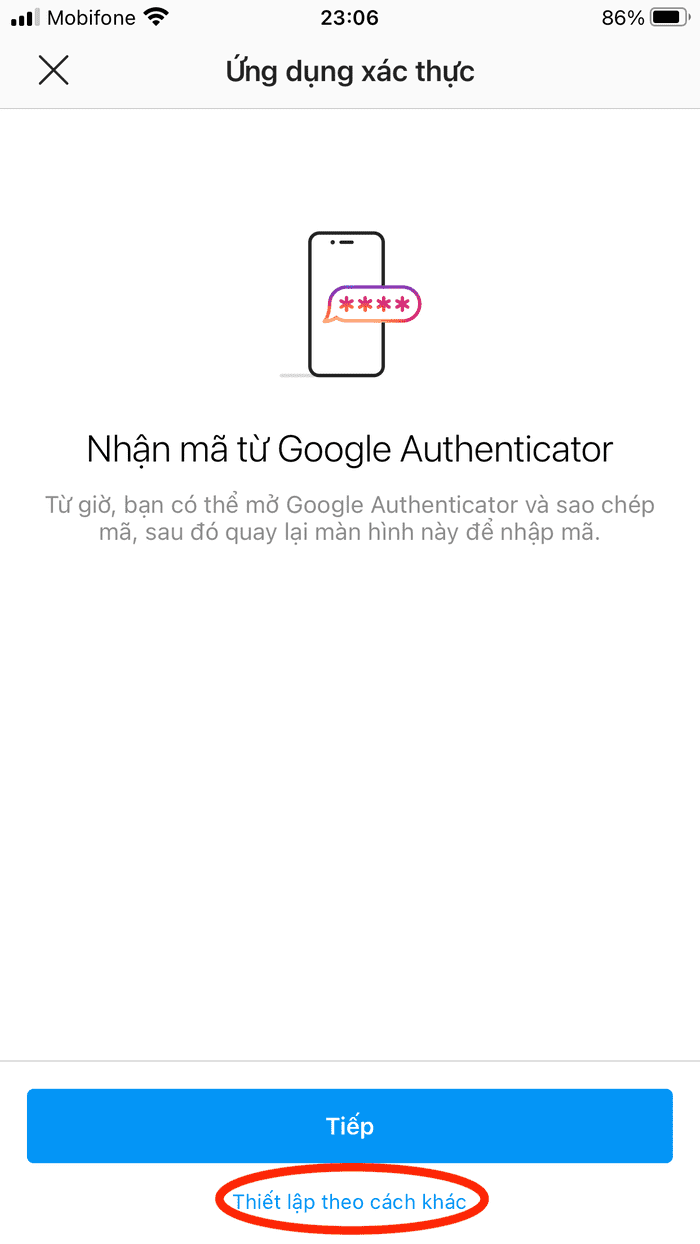 Mobifone 23:06 86%
Ứng dụng xác thực
****
Nhận mã từ Google Authenticator
Từ giờ, bạn có thể mở Google Authenticator và sao chép
mã, sau đó quay lại màn hình này để nhập mã.
Tiếp
Thiết lập theo cách khác